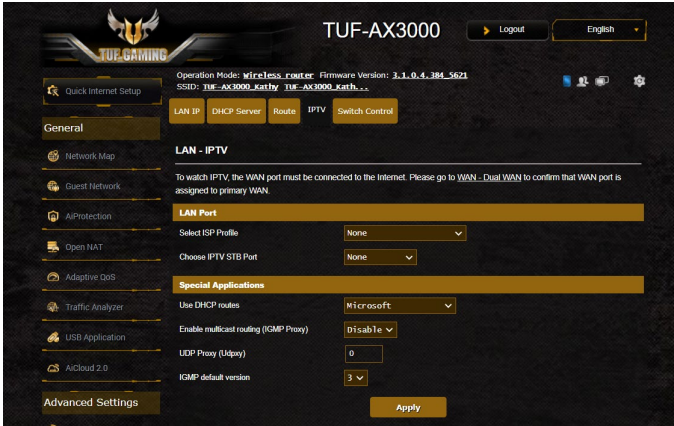 TUF GAMING
TUF-AX3000
Logout
English
Quick Internet Setup
Operation Mode: Wireless router Firmware Version: 3.1.0.4.384_5621
SSID: TUF-AX3000_Kathy TUF-AX3000_Kath...
LAN IP DHCP Server Route IPTV Switch Control
General
Network Map
Guest Network
AiProtection
Open NAT
Adaptive QoS
Traffic Analyzer
USB Application
AiCloud 2.0
Advanced Settings
LAN - IPTV
To watch IPTV, the WAN port must be connected to the Internet. Please go to WAN - Dual WAN to confirm that WAN port is
assigned to primary WAN.
LAN Port
Select ISP Profile None
Choose IPTV STB Port None
Special Applications
Use DHCP routes Microsoft
Enable multicast routing (IGMP Proxy) Disable
UDP Proxy (Udpxy) 0
IGMP default version 3
Apply